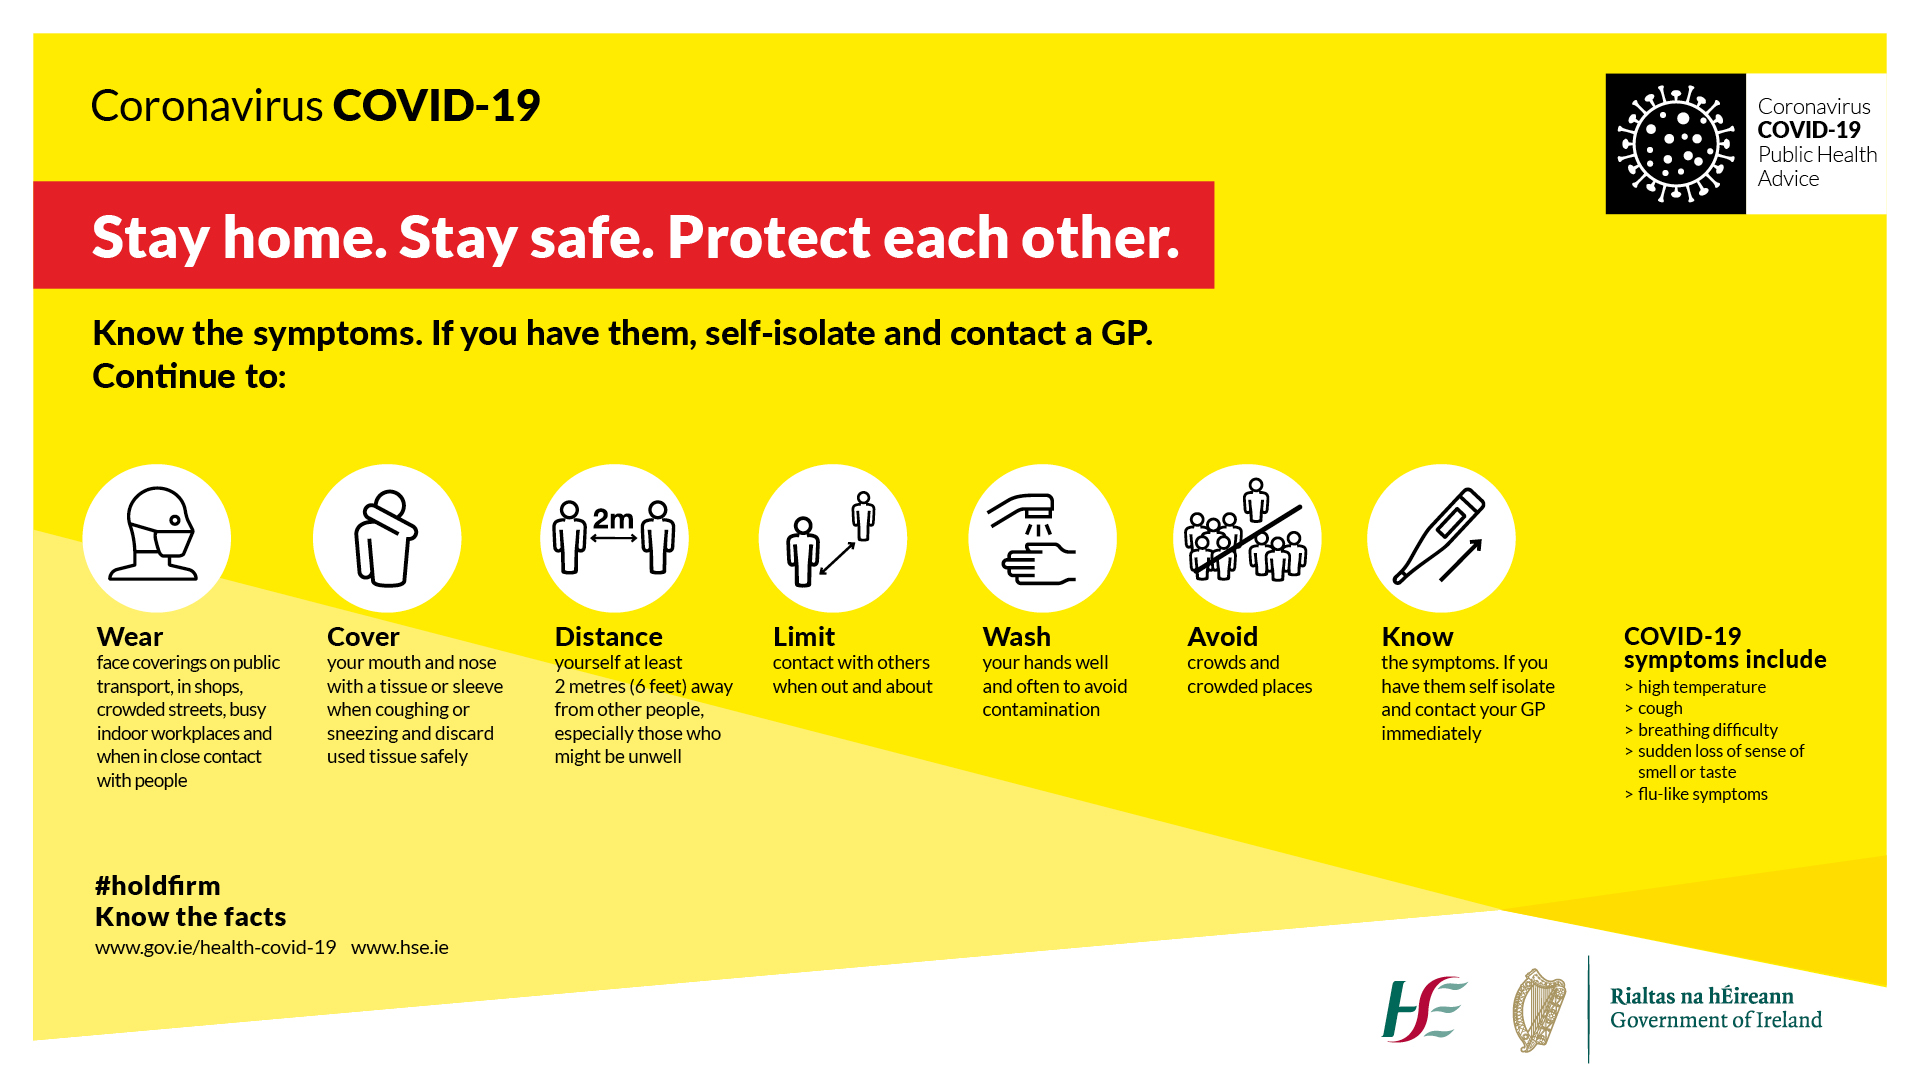 Coronavirus COVID-19
Coronavirus
COVID-19
Public Health
Advice
Stay home. Stay safe. Protect each other.
Know the symptoms. If you have them, self-isolate and contact a GP.
Continue to:
2m
Wear
face coverings on public
transport, in shops,
crowded streets, busy
indoor workplaces and
when in close contact
with people
Cover
your mouth and nose
with a tissue or sleeve
when coughing or
sneezing and discard
used tissue safely
Distance
yourself at least
2 metres (6 feet) away
from other people,
especially those who
might be unwell
Limit
contact with others
when out and about
Wash
your hands well
and often to avoid
contamination
Avoid
crowds and
crowded places
Know
the symptoms. If you
have them self isolate
and contact your GP
immediately
COVID-19
symptoms include
> high temperature
> cough
> breathing difficulty
> sudden loss of sense of
smell or taste
> flu-like symptoms
#holdfirm
Know the facts
www.gov.ie/health-covid-19 www.hse.ie
HSE
Rialtas na hÉireann
Government of Ireland